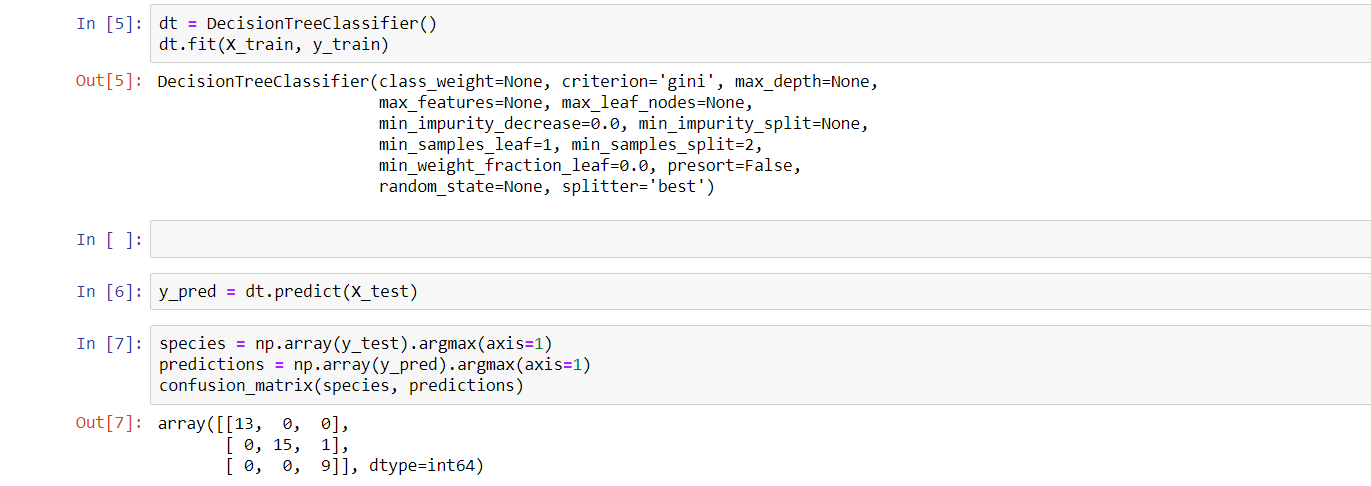 In [5]: dt = DecisionTreeClassifier()
dt.fit(X_train, y_train)
Out[5]: DecisionTreeClassifier(class_weight=None, criterion='gini', max_depth=None,
max_features=None, max_leaf_nodes=None,
min_impurity_decrease=0.0, min_impurity_split=None,
min_samples_leaf=1, min_samples_split=2,
min_weight_fraction_leaf=0.0, presort=False,
random_state=None, splitter='best')
In [ ]:
In [6]: y_pred = dt.predict(X_test)
In [7]: species = np.array(y_test).argmax(axis=1)
predictions = np.array(y_pred).argmax(axis=1)
confusion_matrix(species, predictions)
Out[7]: array([[13,  0,  0],
[ 0, 15,  1],
[ 0,  0,  9]], dtype=int64)